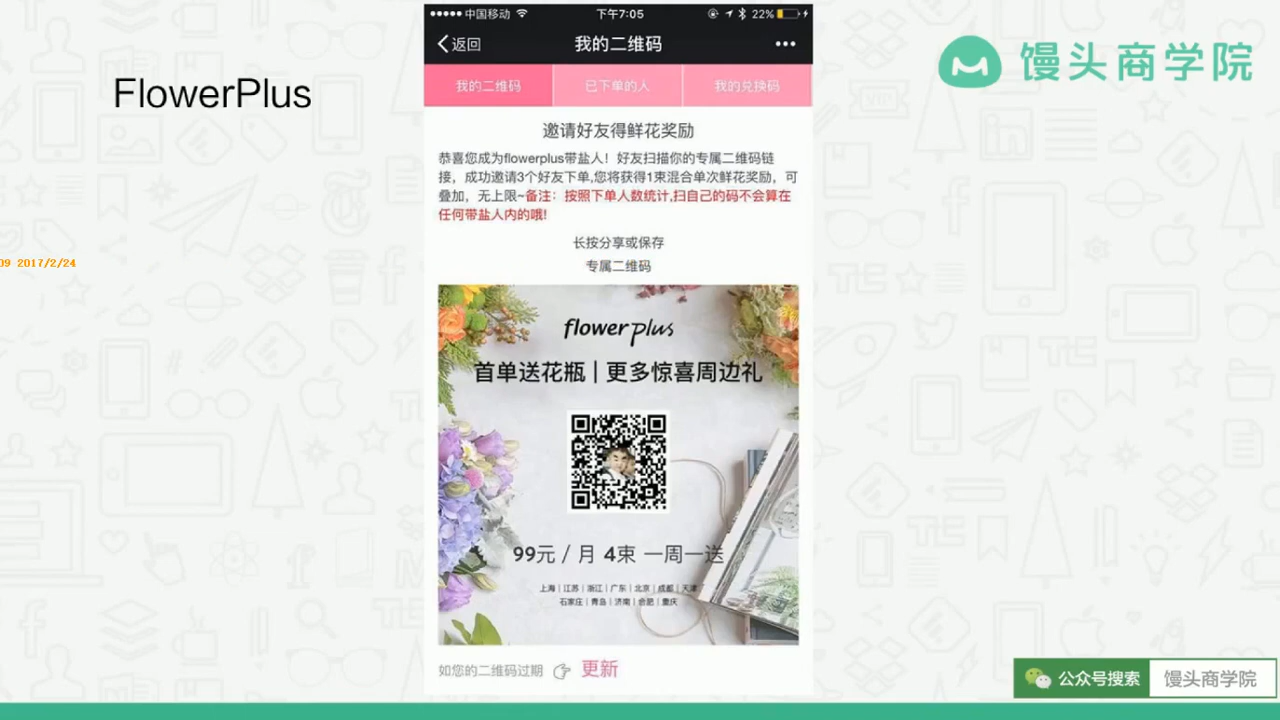 中国移动
下午7:05
22%
返回
我的二维码
馒头商学院
FlowerPlus
我的二维码
已下单的人
我的兑换码
邀请好友得鲜花奖励
恭喜您成为flowerplus带盐人！好友扫描你的专属二维码链
接，成功邀请3个好友下单,您将获得1束混合单次鲜花奖励，可
叠加，无上限~备注：按照下单人数统计,扫自己的码不会算在
任何带盐人内的哦!
长按分享或保存
专属二维码
09 2017/2/24
flowerplus
首单送花瓶 | 更多惊喜周边礼
99元 / 月 4束 一周一送
上海 | 江苏 | 浙江 | 广东 | 北京 | 成都 | 天津
石家庄 | 青岛 | 济南 | 合肥 | 重庆
如您的二维码过期 更新
公众号搜索 馒头商学院